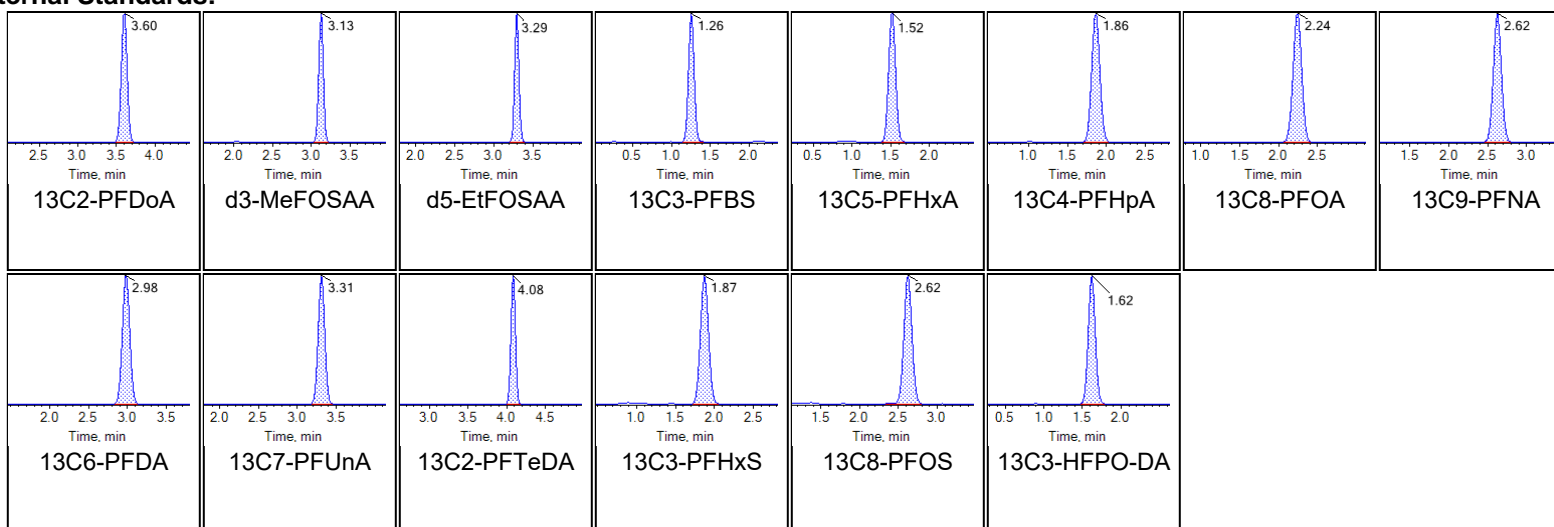 ternal Standards:
3.60 3.13 3.29 1.26 1.52 1.86 2.24 2.62
2.5 3.0 3.5 4.0 2.0 2.5 3.0 3.5 2.0 2.5 3.0 3.5 0.5 1.0 1.5 2.0 0.5 1.0 1.5 2.0 1.0 1.5 2.0 2.5 1.0 1.5 2.0 2.5 1.5 2.0 2.5 3.0
Time, min Time, min Time, min Time, min Time, min Time, min Time, min Time, min
13C2-PFDoA d3-MeFOSAA d5-EtFOSAA 13C3-PFBS 13C5-PFHxA 13C4-PFHpA 13C8-PFOA 13C9-PFNA
2.98 3.31 4.08 1.87 2.62 1.62
2.0 2.5 3.0 3.5 2.0 2.5 3.0 3.5 3.0 3.5 4.0 4.5 1.0 1.5 2.0 2.5 1.5 2.0 2.5 3.0 0.5 1.0 1.5 2.0
Time, min Time, min Time, min Time, min Time, min Time, min
13C6-PFDA 13C7-PFUnA 13C2-PFTeDA 13C3-PFHxS 13C8-PFOS 13C3-HFPO-DA